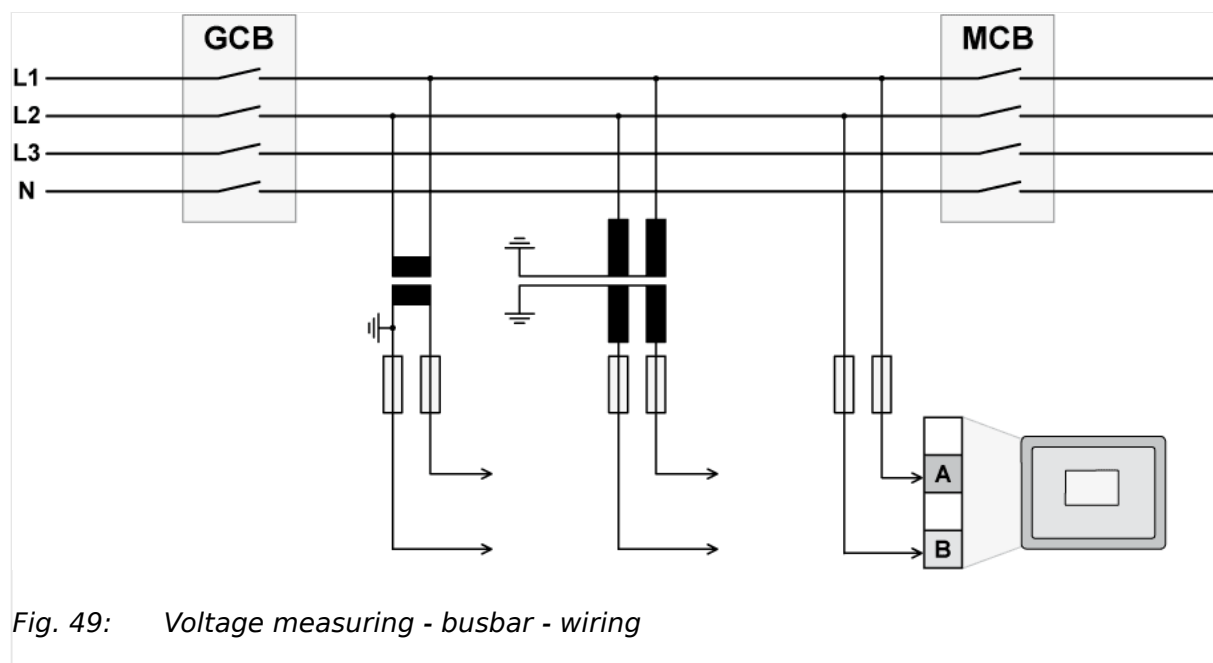 GCB
MCB
L1
L2
L3
N
A
B
Fig. 49: Voltage measuring - busbar - wiring